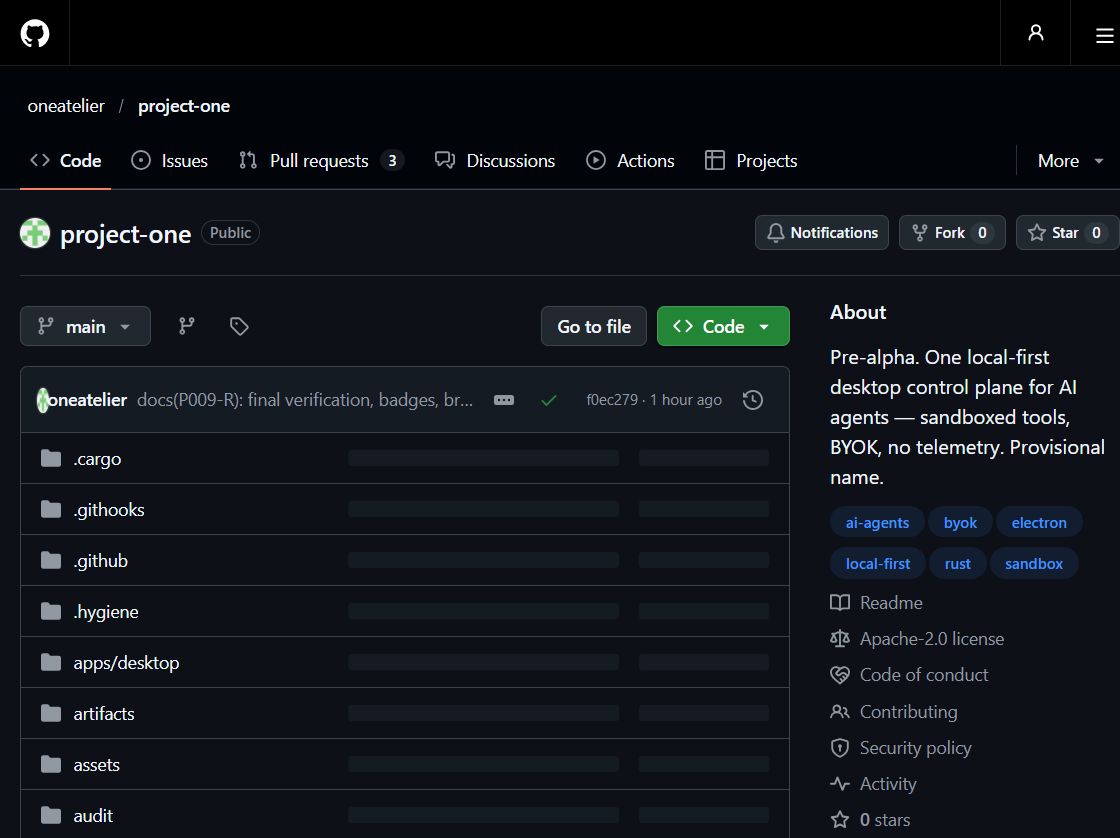 oneatelier / project-one
Code Issues Pull requests 3 Discussions Actions Projects More
project-one Public Notifications Fork 0 Star 0
main Go to file Code
oneatelier docs(P009-R): final verification, badges, br... f0ec279 · 1 hour ago
.cargo
.githooks
.github
.hygiene
apps/desktop
artifacts
assets
audit
About
Pre-alpha. One local-first
desktop control plane for AI
agents — sandboxed tools,
BYOK, no telemetry. Provisional
name.
ai-agents byok electron
local-first rust sandbox
Readme
Apache-2.0 license
Code of conduct
Contributing
Security policy
Activity
0 stars